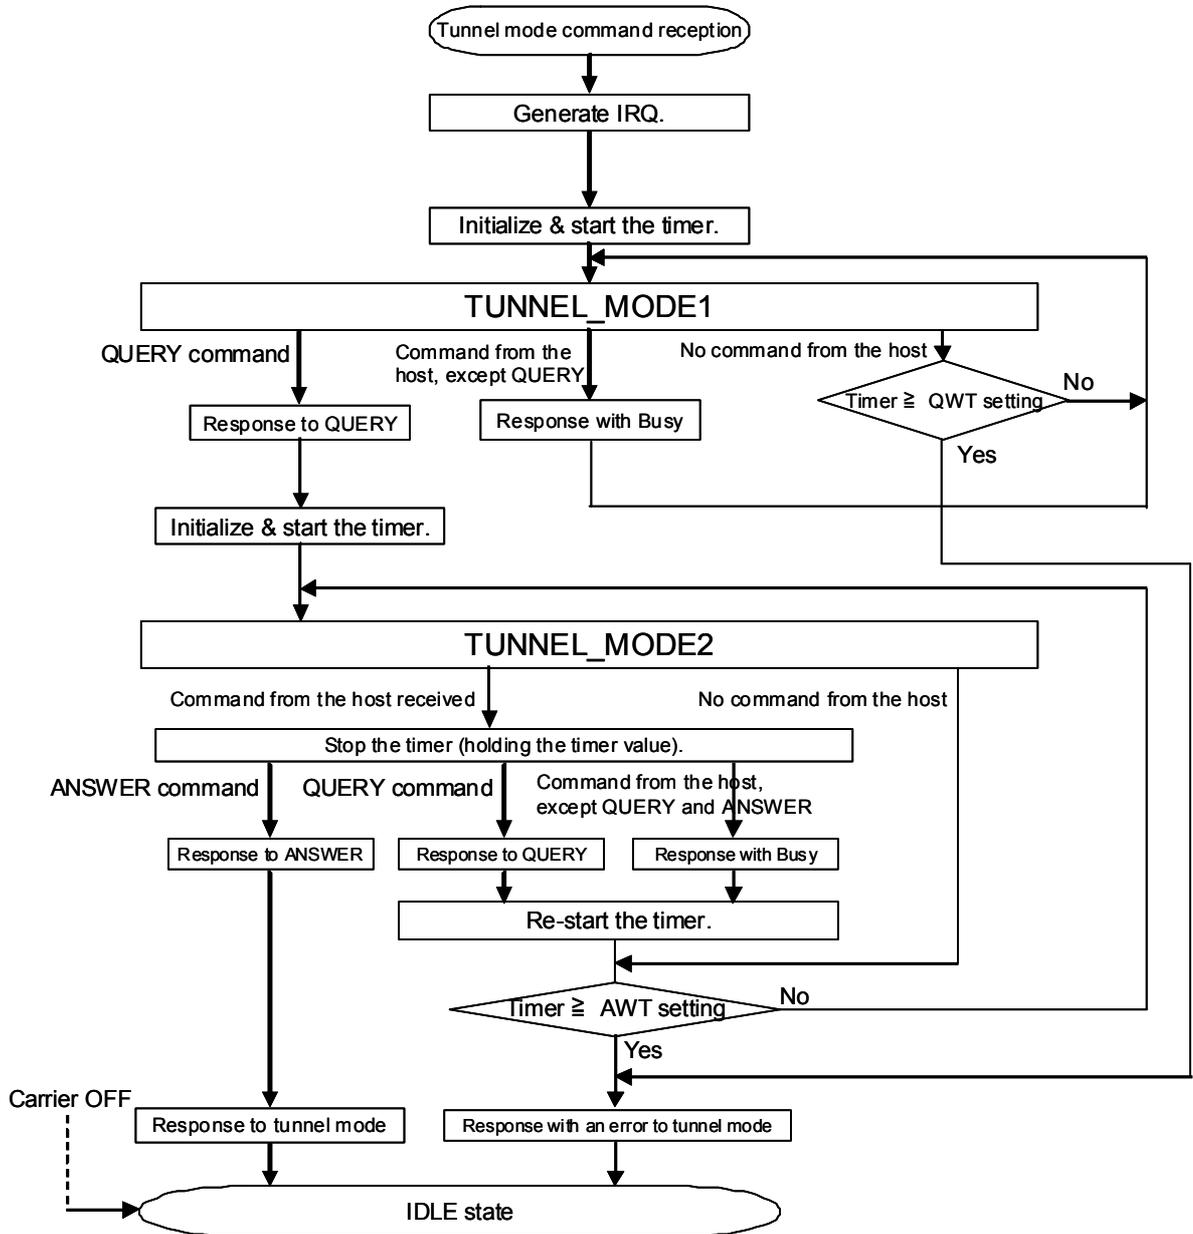 Tunnel mode command reception
Generate IRQ.
Initialize & start the timer.
TUNNEL_MODE1
QUERY command
Command from the
host, except QUERY
No command from the host
Response to QUERY
Response with Busy
Timer ≧ QWT setting
No
Yes
Initialize & start the timer.
TUNNEL_MODE2
Command from the host received
No command from the host
Stop the timer (holding the timer value).
ANSWER command
QUERY command
Command from the host,
except QUERY and ANSWER
Response to ANSWER
Response to QUERY
Response with Busy
Re-start the timer.
Timer ≧ AWT setting
No
Yes
Carrier OFF
Response to tunnel mode
Response with an error to tunnel mode
IDLE state